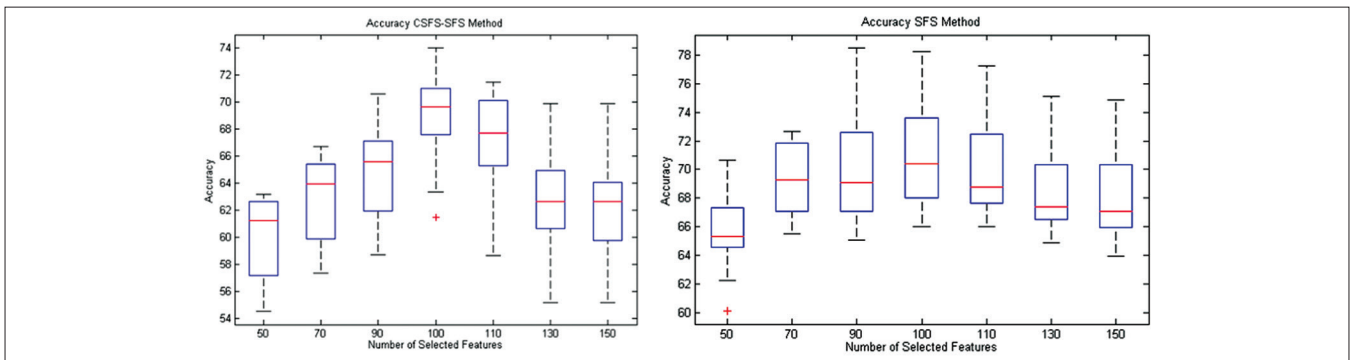 Accuracy CSFS-SFS Method
74
72
70
68
66
64
62
60
58
56
54
Accuracy
50 70 90 100 110 130 150
Number of Selected Features
Accuracy SFS Method
78
76
74
72
70
68
66
64
62
60
Accuracy
50 70 90 100 110 130 150
Number of Selected Features